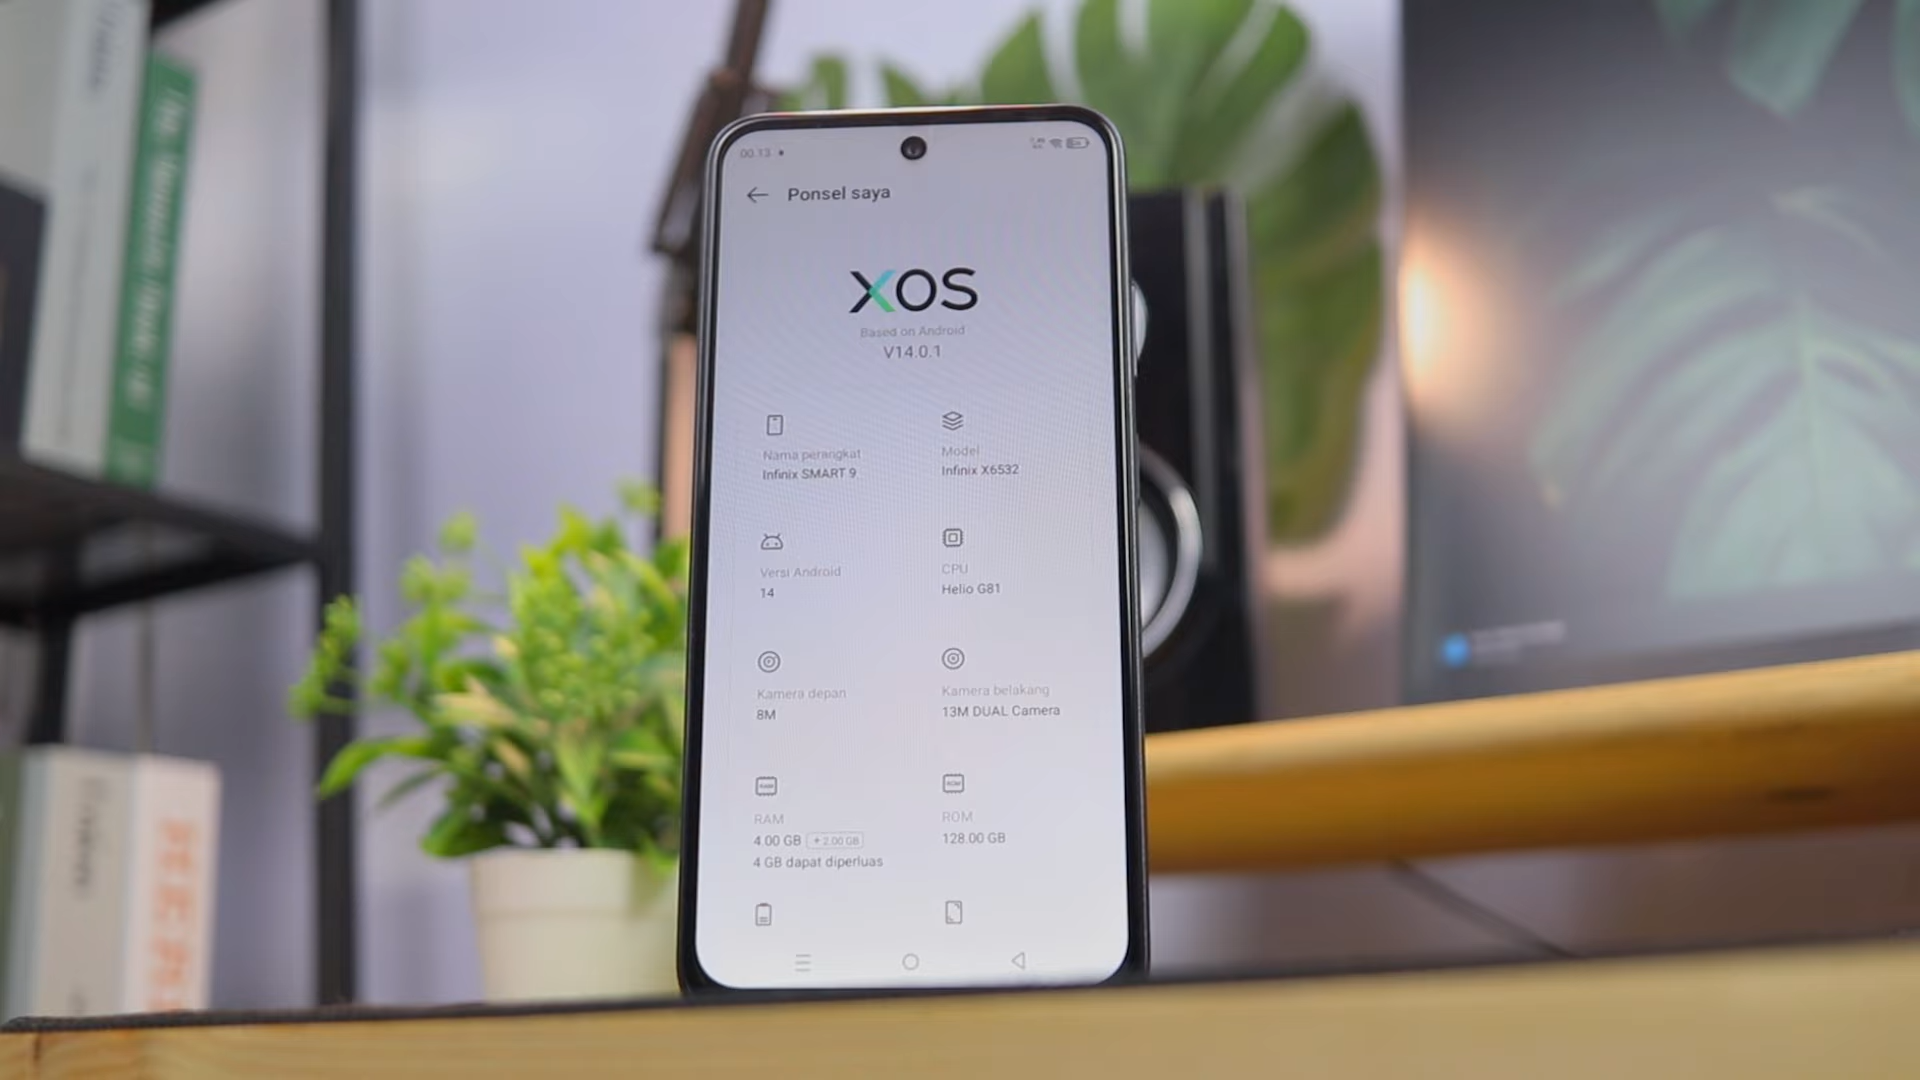 00.13
Ponsel saya
XOS
Based on Android
V14.0.1
Nama perangkat
Infinix SMART 9
Model
Infinix X6532
Versi Android
14
CPU
Helio G81
Kamera depan
8M
Kamera belakang
13M DUAL Camera
RAM
4.00 GB +2.00 GB
4 GB dapat diperluas
ROM
128.00 GB